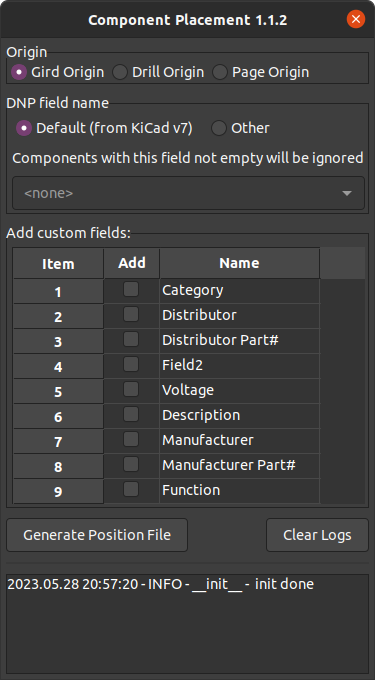 Component Placement 1.1.2
Origin
Gird Origin Drill Origin Page Origin
DNP field name
Default (from KiCad v7) Other
Components with this field not empty will be ignored
<none>
Add custom fields:
Item Add Name
1 Category
2 Distributor
3 Distributor Part#
4 Field2
5 Voltage
6 Description
7 Manufacturer
8 Manufacturer Part#
9 Function
Generate Position File Clear Logs
2023.05.28 20:57:20 - INFO - __init__ - init done